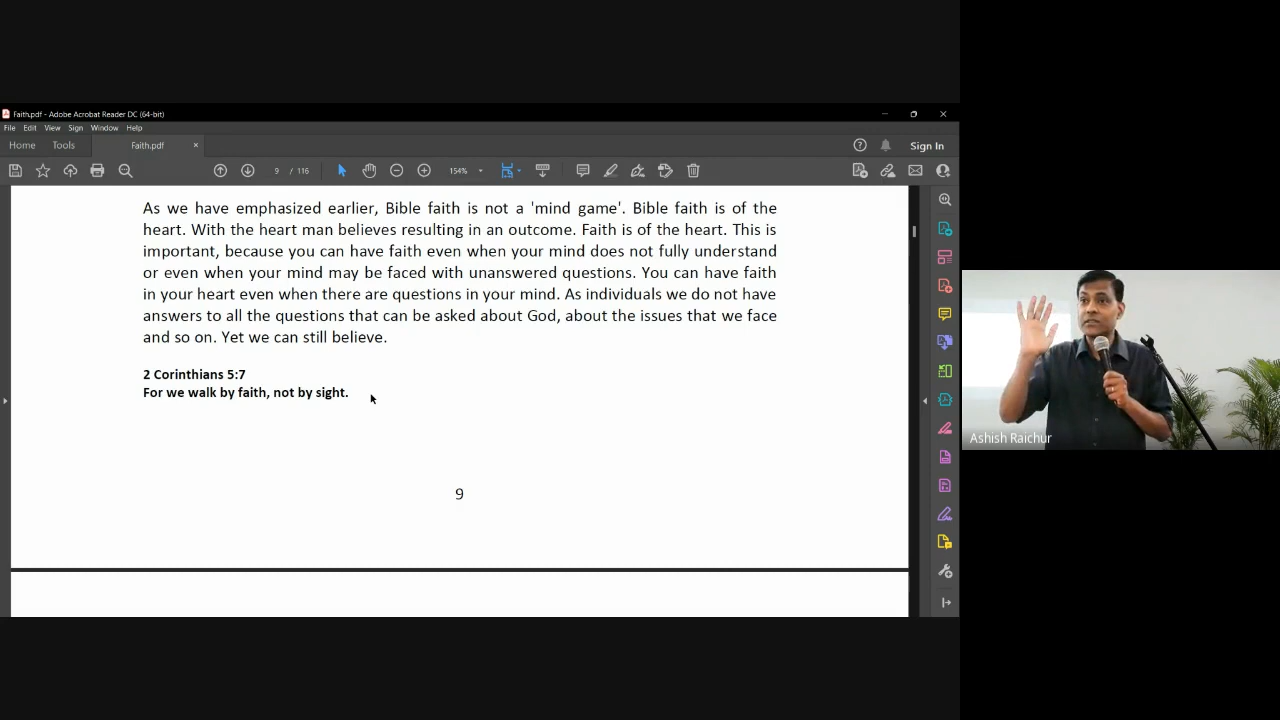 Faith.pdf - Adobe Acrobat Reader DC (64-bit)
File Edit View Sign Window Help
Home Tools Faith.pdf × Sign In
9 / 116 154%
As we have emphasized earlier, Bible faith is not a 'mind game'. Bible faith is of the
heart. With the heart man believes resulting in an outcome. Faith is of the heart. This is
important, because you can have faith even when your mind does not fully understand
or even when your mind may be faced with unanswered questions. You can have faith
in your heart even when there are questions in your mind. As individuals we do not have
answers to all the questions that can be asked about God, about the issues that we face
and so on. Yet we can still believe.
2 Corinthians 5:7
For we walk by faith, not by sight.
9
Ashish Raichur